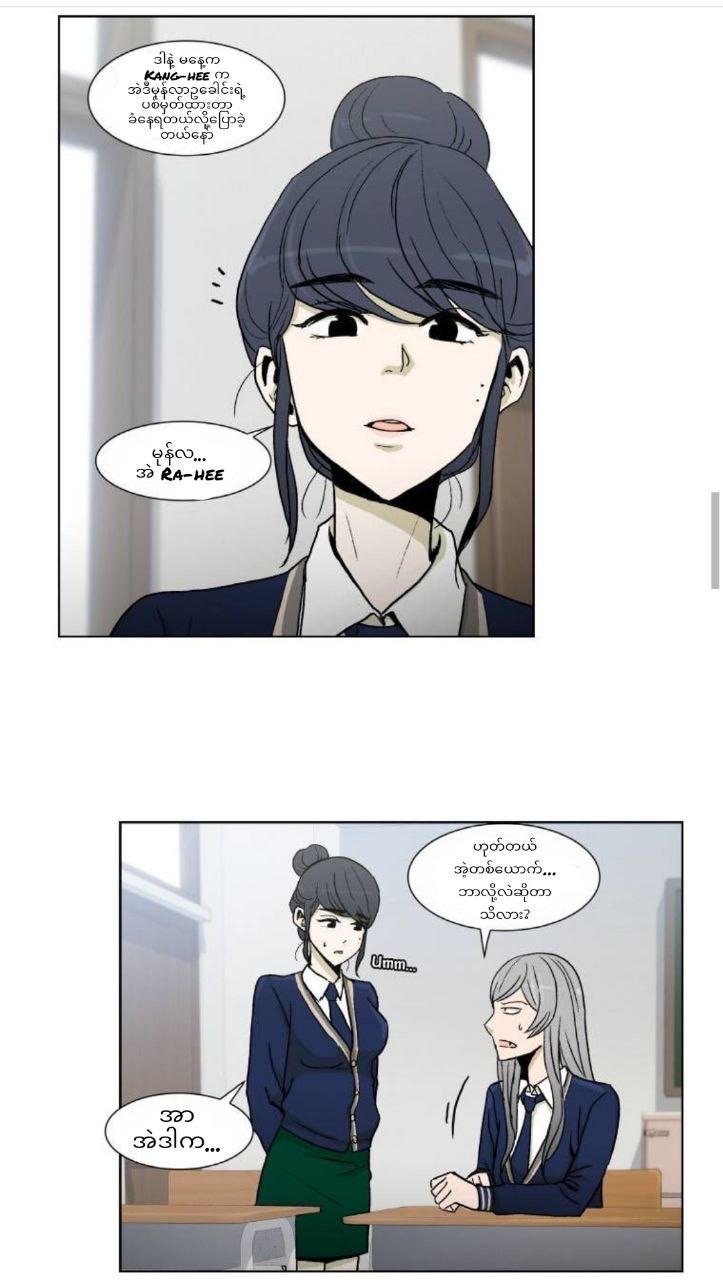 ဒါနဲ့ မနေ့က
KANG-HEE က
အဲဒီမုန်လာဥခေါင်းရဲ့
ပစ်မှတ်ထားတာ
ခံနေရတယ်လို့ပြောခဲ့
တယ်နော်
မုန်လ...
အဲ RA-HEE
ဟုတ်တယ်
အဲ့တစ်ယောက်...
ဘာလို့လဲဆိုတာ
သိလား?
Umm...
အာ
အဲဒါက...